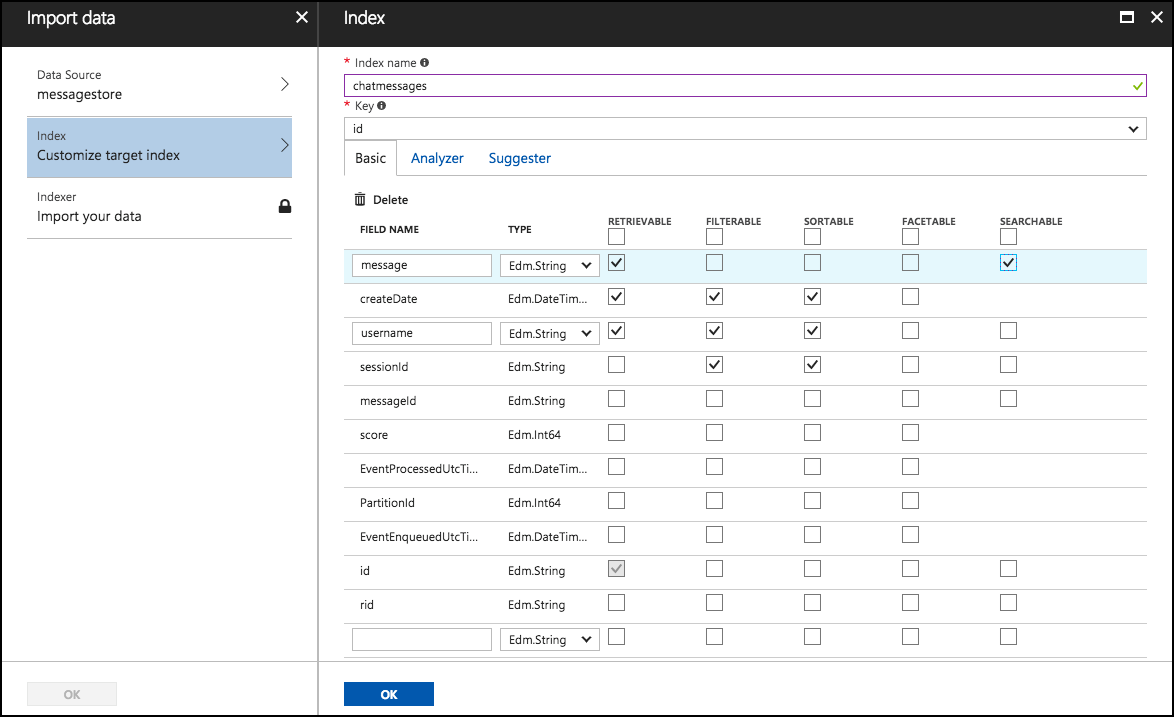 Import data
Data Source
messagestore
Index
Customize target index
Indexer
Import your data
OK
Index
* Index name
chatmessages
* Key
id
Basic Analyzer Suggester
Delete
FIELD NAME TYPE RETRIEVABLE FILTERABLE SORTABLE FACETABLE SEARCHABLE
message Edm.String
createDate Edm.DateTim...
username Edm.String
sessionId Edm.String
messageId Edm.String
score Edm.Int64
EventProcessedUtcTi... Edm.DateTim...
PartitionId Edm.Int64
EventEnqueuedUtcTi... Edm.DateTim...
id Edm.String
rid Edm.String
Edm.String
OK